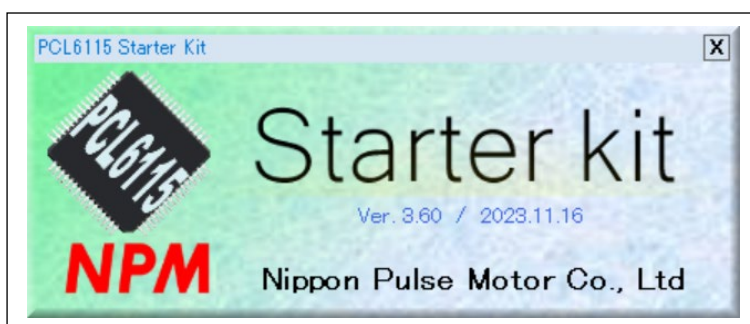 PCL6115 Starter Kit X
PCL6115
Starter kit
Ver. 3.60 / 2023.11.16
NPM
Nippon Pulse Motor Co., Ltd